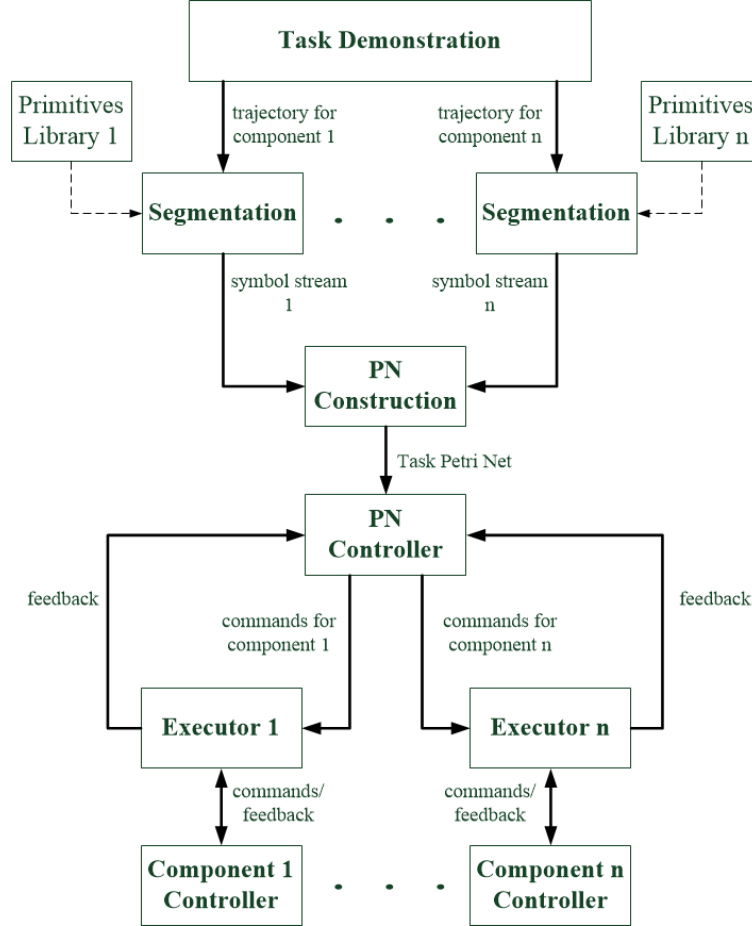 Task Demonstration
Primitives
Library 1
trajectory for
component 1
trajectory for
component n
Primitives
Library n
Segmentation
. . .
Segmentation
symbol stream
1
symbol stream
n
PN
Construction
Task Petri Net
PN
Controller
feedback
commands for
component 1
commands for
component n
feedback
Executor 1
Executor n
commands/
feedback
commands/
feedback
Component 1
Controller
. . .
Component n
Controller